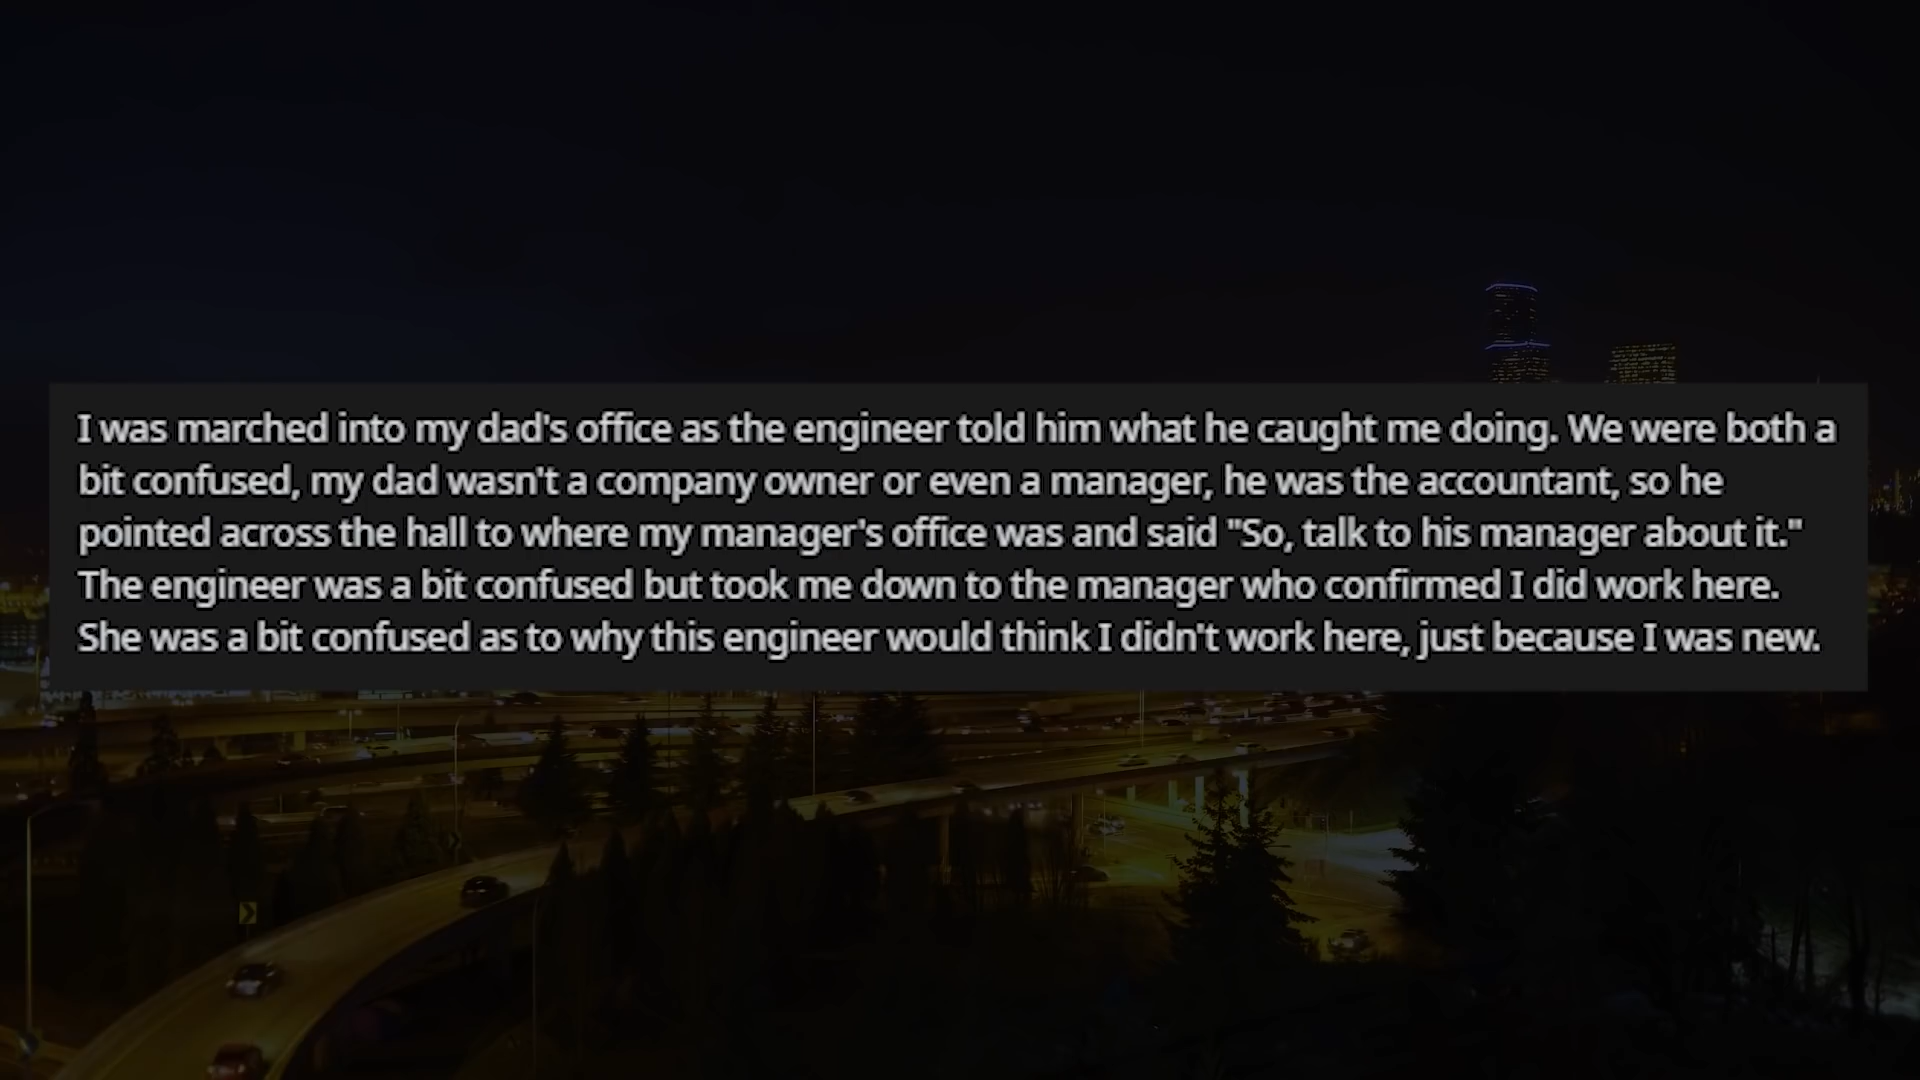 I was marched into my dad's office as the engineer told him what he caught me doing. We were both a
bit confused, my dad wasn't a company owner or even a manager, he was the accountant, so he
pointed across the hall to where my manager's office was and said "So, talk to his manager about it."
The engineer was a bit confused but took me down to the manager who confirmed I did work here.
She was a bit confused as to why this engineer would think I didn't work here, just because I was new.